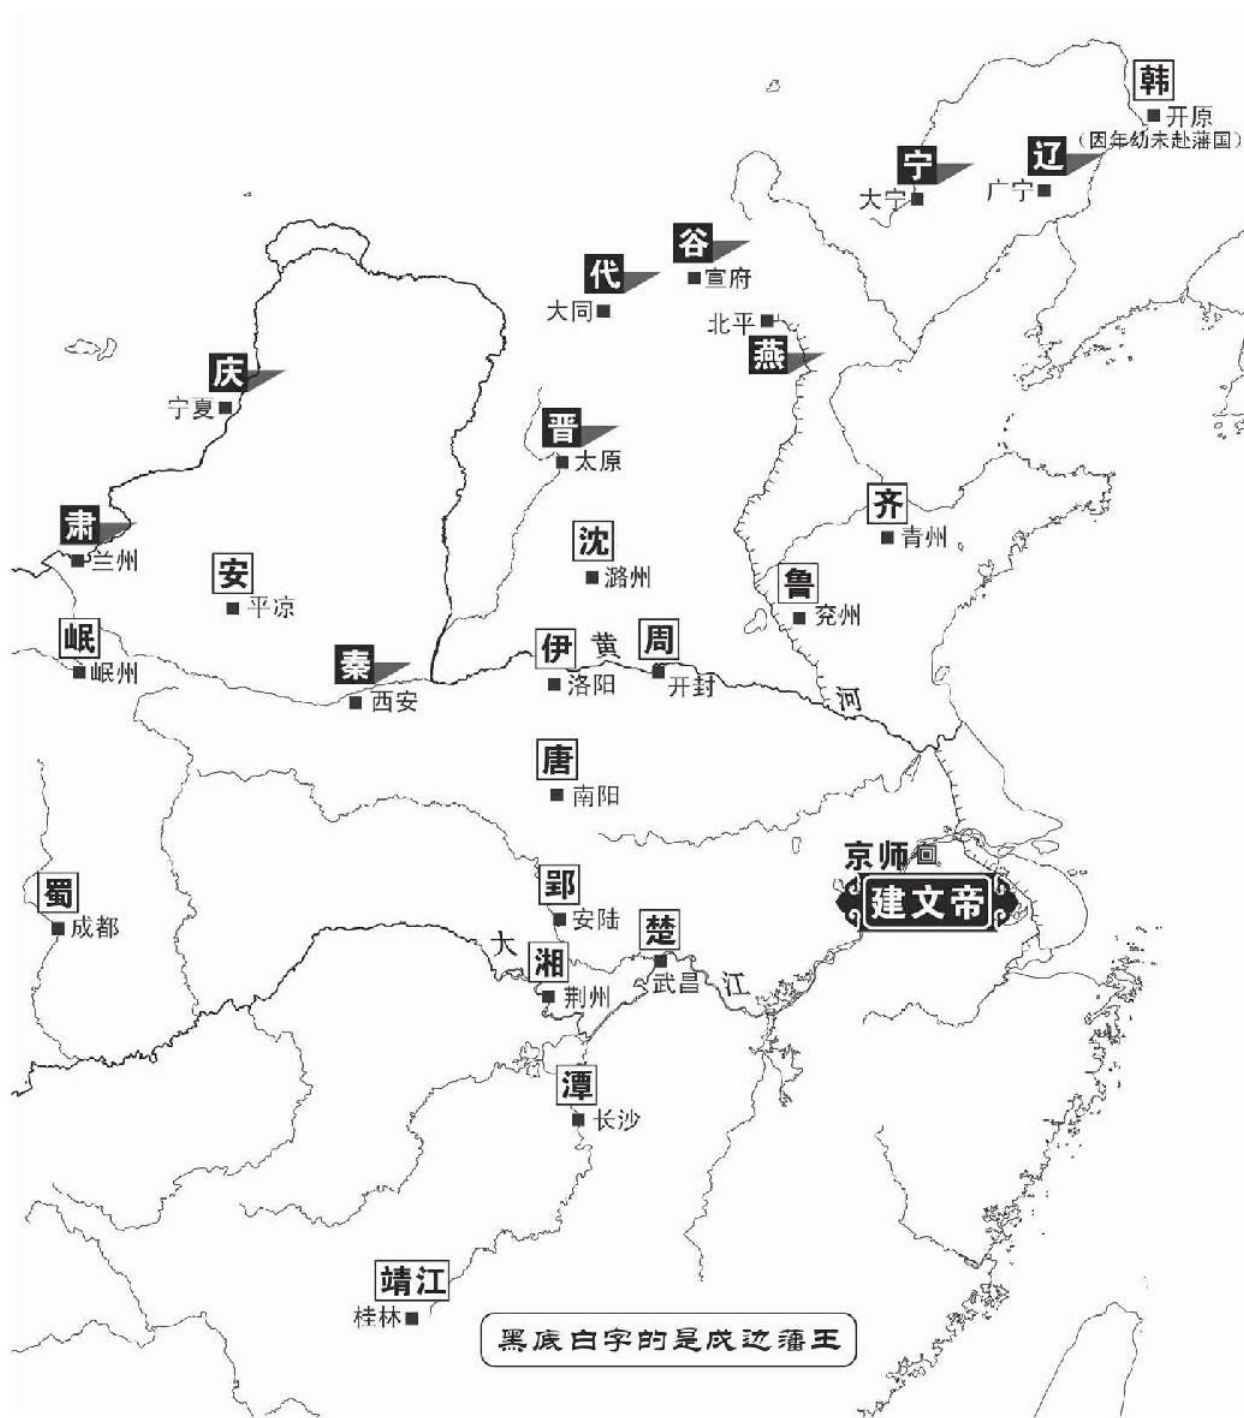 韩
开原
（因年幼未赴藩国）
宁
大宁
辽
广宁
谷
宣府
代
大同
北平
燕
庆
宁夏
晋
太原
肃
兰州
齐
青州
沈
潞州
安
平凉
鲁
兖州
岷
岷州
秦
西安
伊
洛阳
黄
周
开封
河
唐
南阳
京师
建文帝
蜀
成都
郢
安陆
大
湘
荆州
楚
武昌
江
潭
长沙
靖江
桂林
黑底白字的是戍边藩王